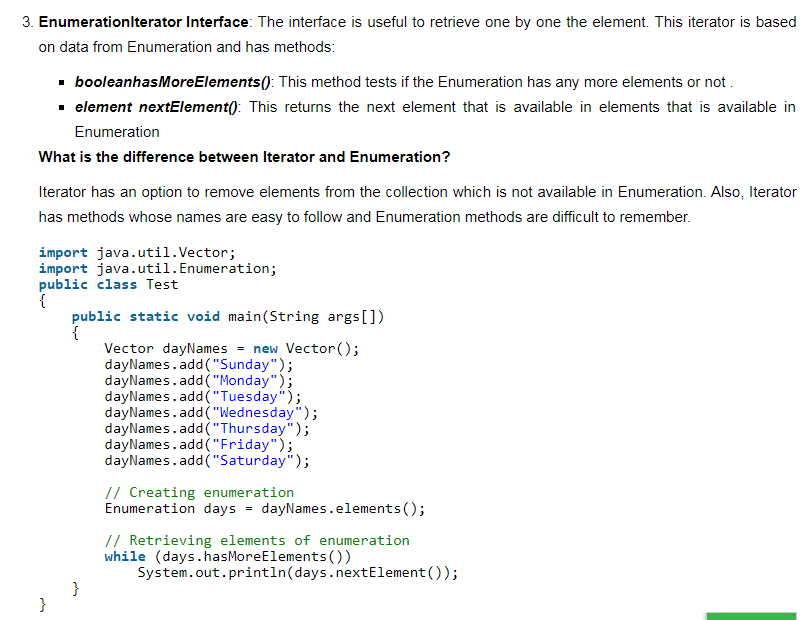 3. EnumerationIterator Interface: The interface is useful to retrieve one by one the element. This iterator is based
on data from Enumeration and has methods:
▪ booleanhasMoreElements(): This method tests if the Enumeration has any more elements or not .
▪ element nextElement(): This returns the next element that is available in elements that is available in
Enumeration
What is the difference between Iterator and Enumeration?
Iterator has an option to remove elements from the collection which is not available in Enumeration. Also, Iterator
has methods whose names are easy to follow and Enumeration methods are difficult to remember.
import java.util.Vector;
import java.util.Enumeration;
public class Test
{
    public static void main(String args[])
    {
        Vector dayNames = new Vector();
        dayNames.add("Sunday");
        dayNames.add("Monday");
        dayNames.add("Tuesday");
        dayNames.add("Wednesday");
        dayNames.add("Thursday");
        dayNames.add("Friday");
        dayNames.add("Saturday");

        // Creating enumeration
        Enumeration days = dayNames.elements();

        // Retrieving elements of enumeration
        while (days.hasMoreElements())
            System.out.println(days.nextElement());
    }
}